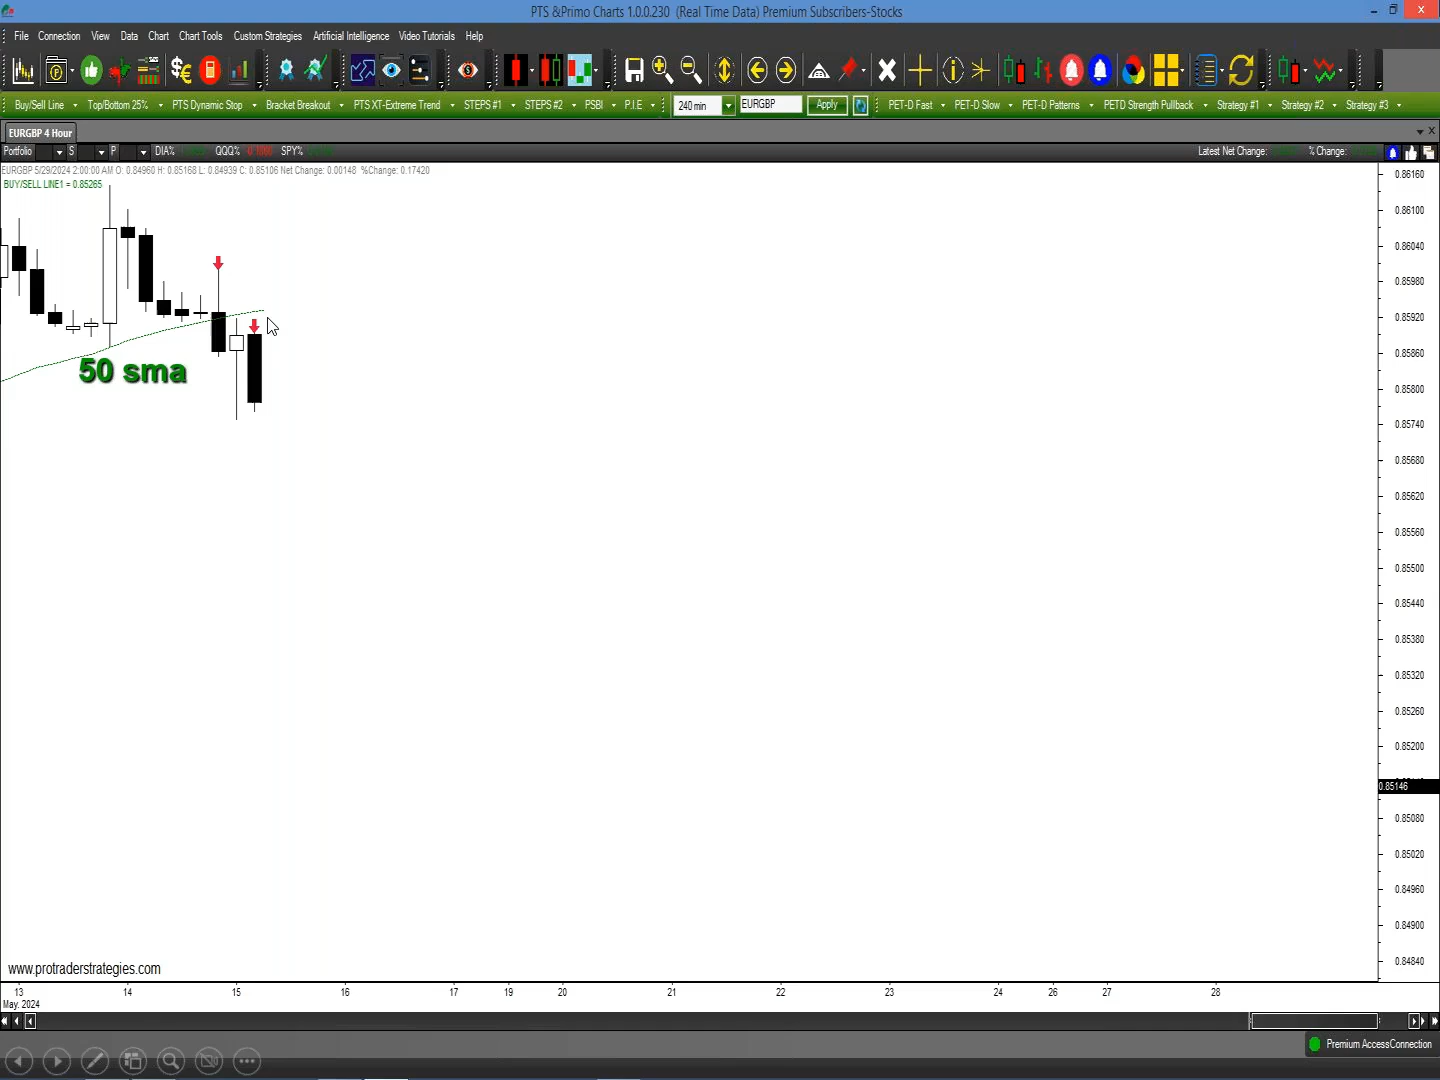 PTS &Primo Charts 1.0.0.230 (Real Time Data) Premium Subscribers-Stocks
File Connection View Data Chart Chart Tools Custom Strategies Artificial Intelligence Video Tutorials Help
Buy/Sell Line Top/Bottom 25% PTS Dynamic Stop Bracket Breakout PTS XT-Extreme Trend STEPS #1 STEPS #2 PSBI P.I.E 240 min EURGBP Apply PET-D Fast PET-D Slow PET-D Patterns PETD Strength Pullback Strategy #1 Strategy #2 Strategy #3
EURGBP 4 Hour
Portfolio S P DIA% QQQ% SPY% Latest Net Change: % Change:
EURGBP 5/29/2024 2:00:00 AM O: 0.84960 H: 0.85168 L: 0.84939 C: 0.85106 Net Change: 0.00148 %Change: 0.17420
BUY/SELL LINE1 = 0.85265
0.86160
0.86100
0.86040
0.85980
0.85920
0.85860
50 sma
0.85800
0.85740
0.85680
0.85620
0.85560
0.85500
0.85440
0.85380
0.85320
0.85260
0.85200
0.85146
0.85080
0.85020
0.84960
0.84900
0.84840
www.protraderstrategies.com
13 14 15 16 17 19 20 21 22 23 24 26 27 28
May. 2024
Premium AccessConnection